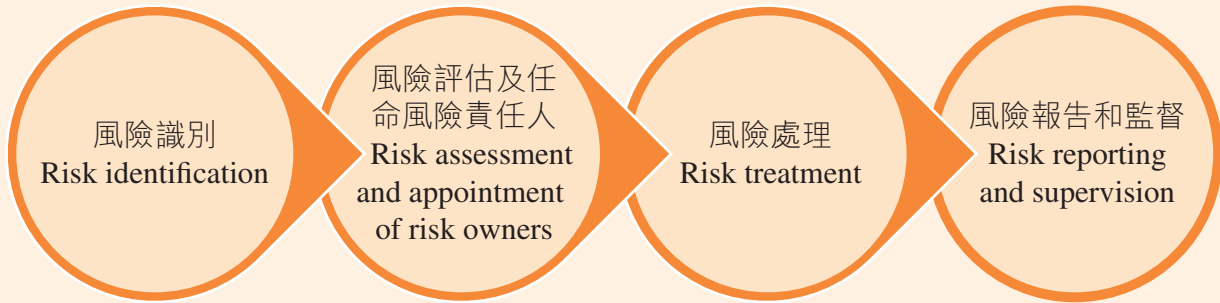 風險識別
Risk identification
風險評估及任
命風險責任人
Risk assessment
and appointment
of risk owners
風險處理
Risk treatment
風險報告和監督
Risk reporting
and supervision